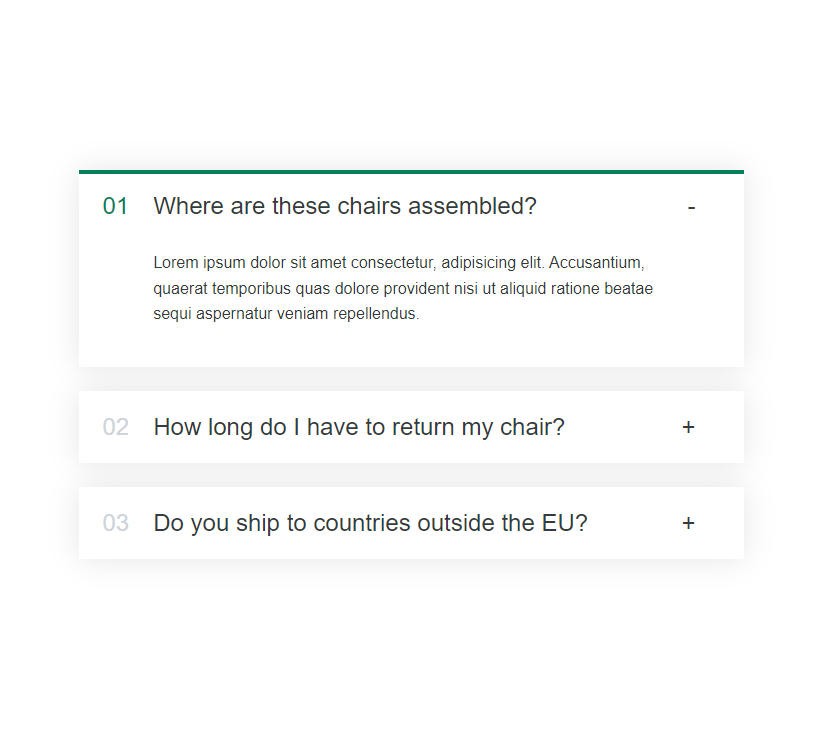 01 Where are these chairs assembled? -
Lorem ipsum dolor sit amet consectetur, adipisicing elit. Accusantium,
quaerat temporibus quas dolore provident nisi ut aliquid ratione beatae
sequi aspernatur veniam repellendus.
02 How long do I have to return my chair? +
03 Do you ship to countries outside the EU? +